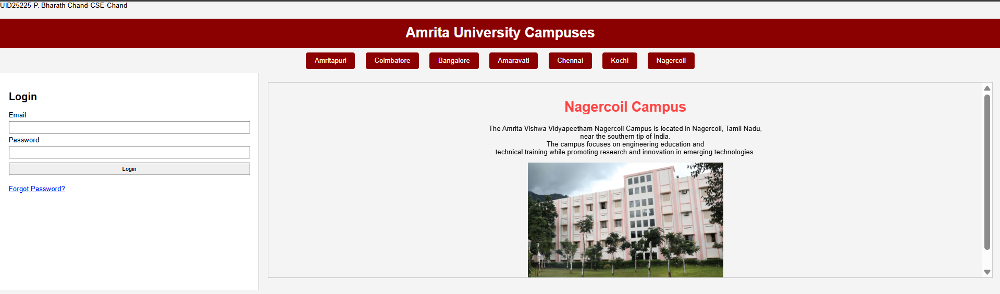 UID25225-P. Bharath Chand-CSE-Chand
Amrita University Campuses
Amritapuri Coimbatore Bangalore Amaravati Chennai Kochi Nagercoil
Login
Email
Password
Login
Forgot Password?
Nagercoil Campus
The Amrita Vishwa Vidyapeetham Nagercoil Campus is located in Nagercoil, Tamil Nadu,
near the southern tip of India.
The campus focuses on engineering education and
technical training while promoting research and innovation in emerging technologies.